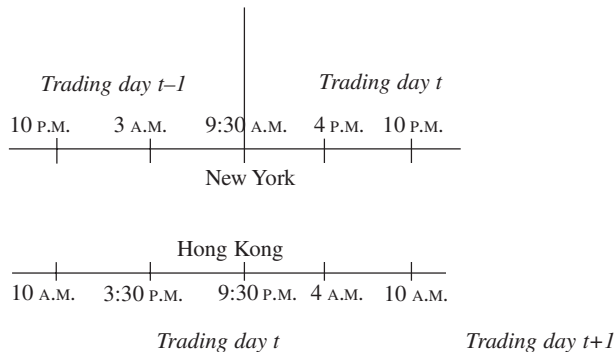 Trading day t–1 Trading day t
10 P.M. 3 A.M. 9:30 A.M. 4 P.M. 10 P.M.
New York
Hong Kong
10 A.M. 3:30 P.M. 9:30 P.M. 4 A.M. 10 A.M.
Trading day t Trading day t+1